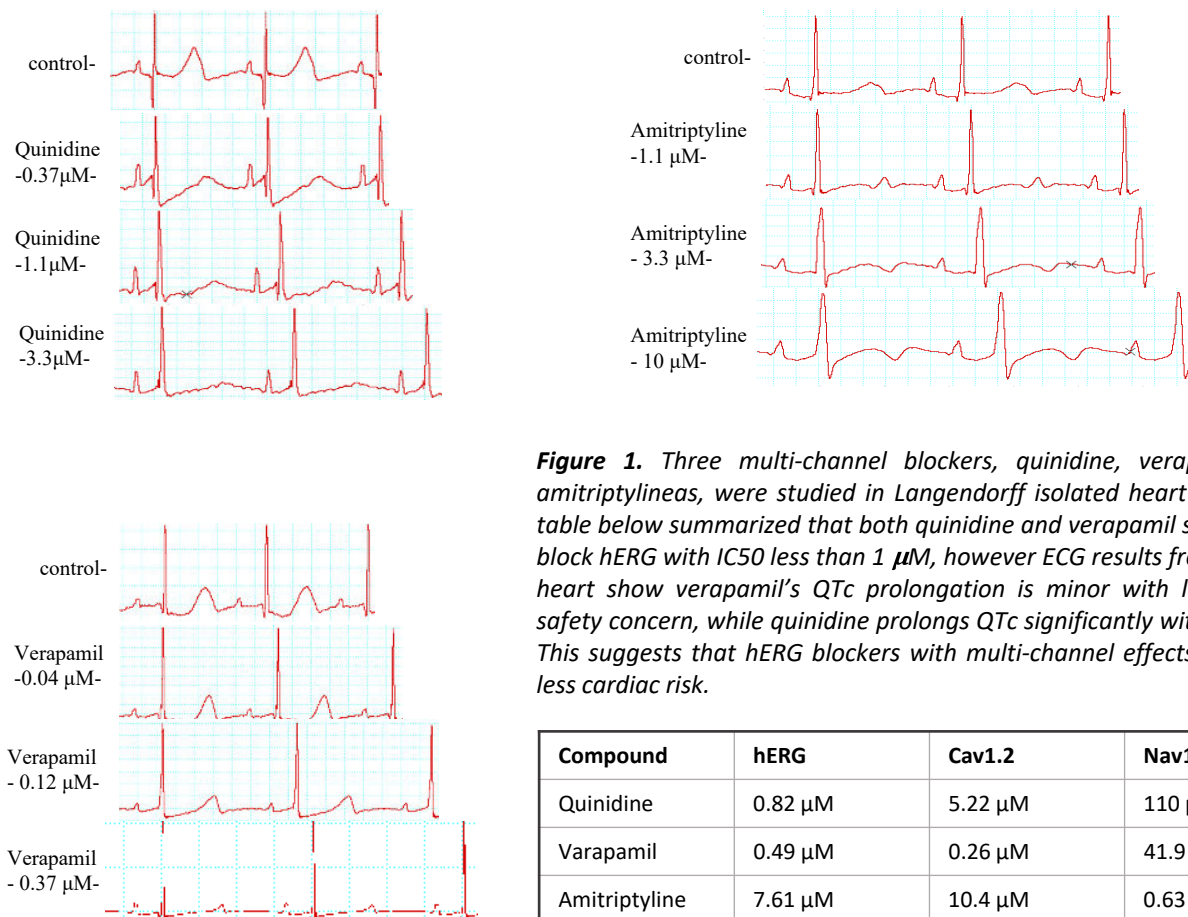 control-
Quinidine
-0.37µM-
Quinidine
-1.1µM-
Quinidine
-3.3µM-
control-
Amitriptyline
-1.1 µM-
Amitriptyline
- 3.3 µM-
Amitriptyline
- 10 µM-
control-
Verapamil
-0.04 µM-
Verapamil
- 0.12 µM-
Verapamil
- 0.37 µM-
Figure 1. Three multi-channel blockers, quinidine,
amitriptylineas, were studied in Langendorff isolated heart
table below summarized that both quinidine and verapamil
block hERG with IC50 less than 1 µM, however ECG results
heart show verapamil’s QTc prolongation is minor with
safety concern, while quinidine prolongs QTc significantly
This suggests that hERG blockers with multi-channel effects
less cardiac risk.
Compound hERG Cav1.2
Quinidine 0.82 µM 5.22 µM 110
Varapamil 0.49 µM 0.26 µM 41.9
Amitriptyline 7.61 µM 10.4 µM 0.63